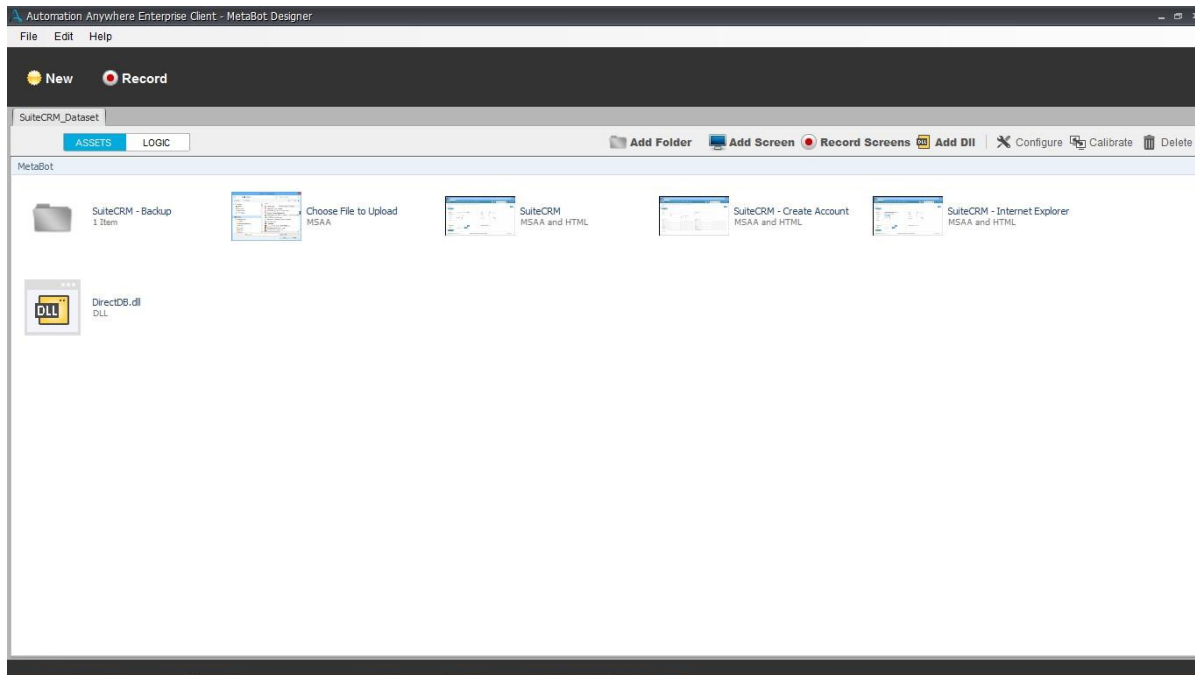 Automation Anywhere Enterprise Client - MetaBot Designer
File Edit Help
New Record
SuiteCRM_Dataset
ASSETS LOGIC Add Folder Add Screen Record Screens Add Dll Configure Calibrate Delete
MetaBot
SuiteCRM - Backup Choose File to Upload SuiteCRM SuiteCRM - Create Account SuiteCRM - Internet Explorer
1 Item MSAA MSAA and HTML MSAA and HTML MSAA and HTML
DLL DirectDB.dll
DLL